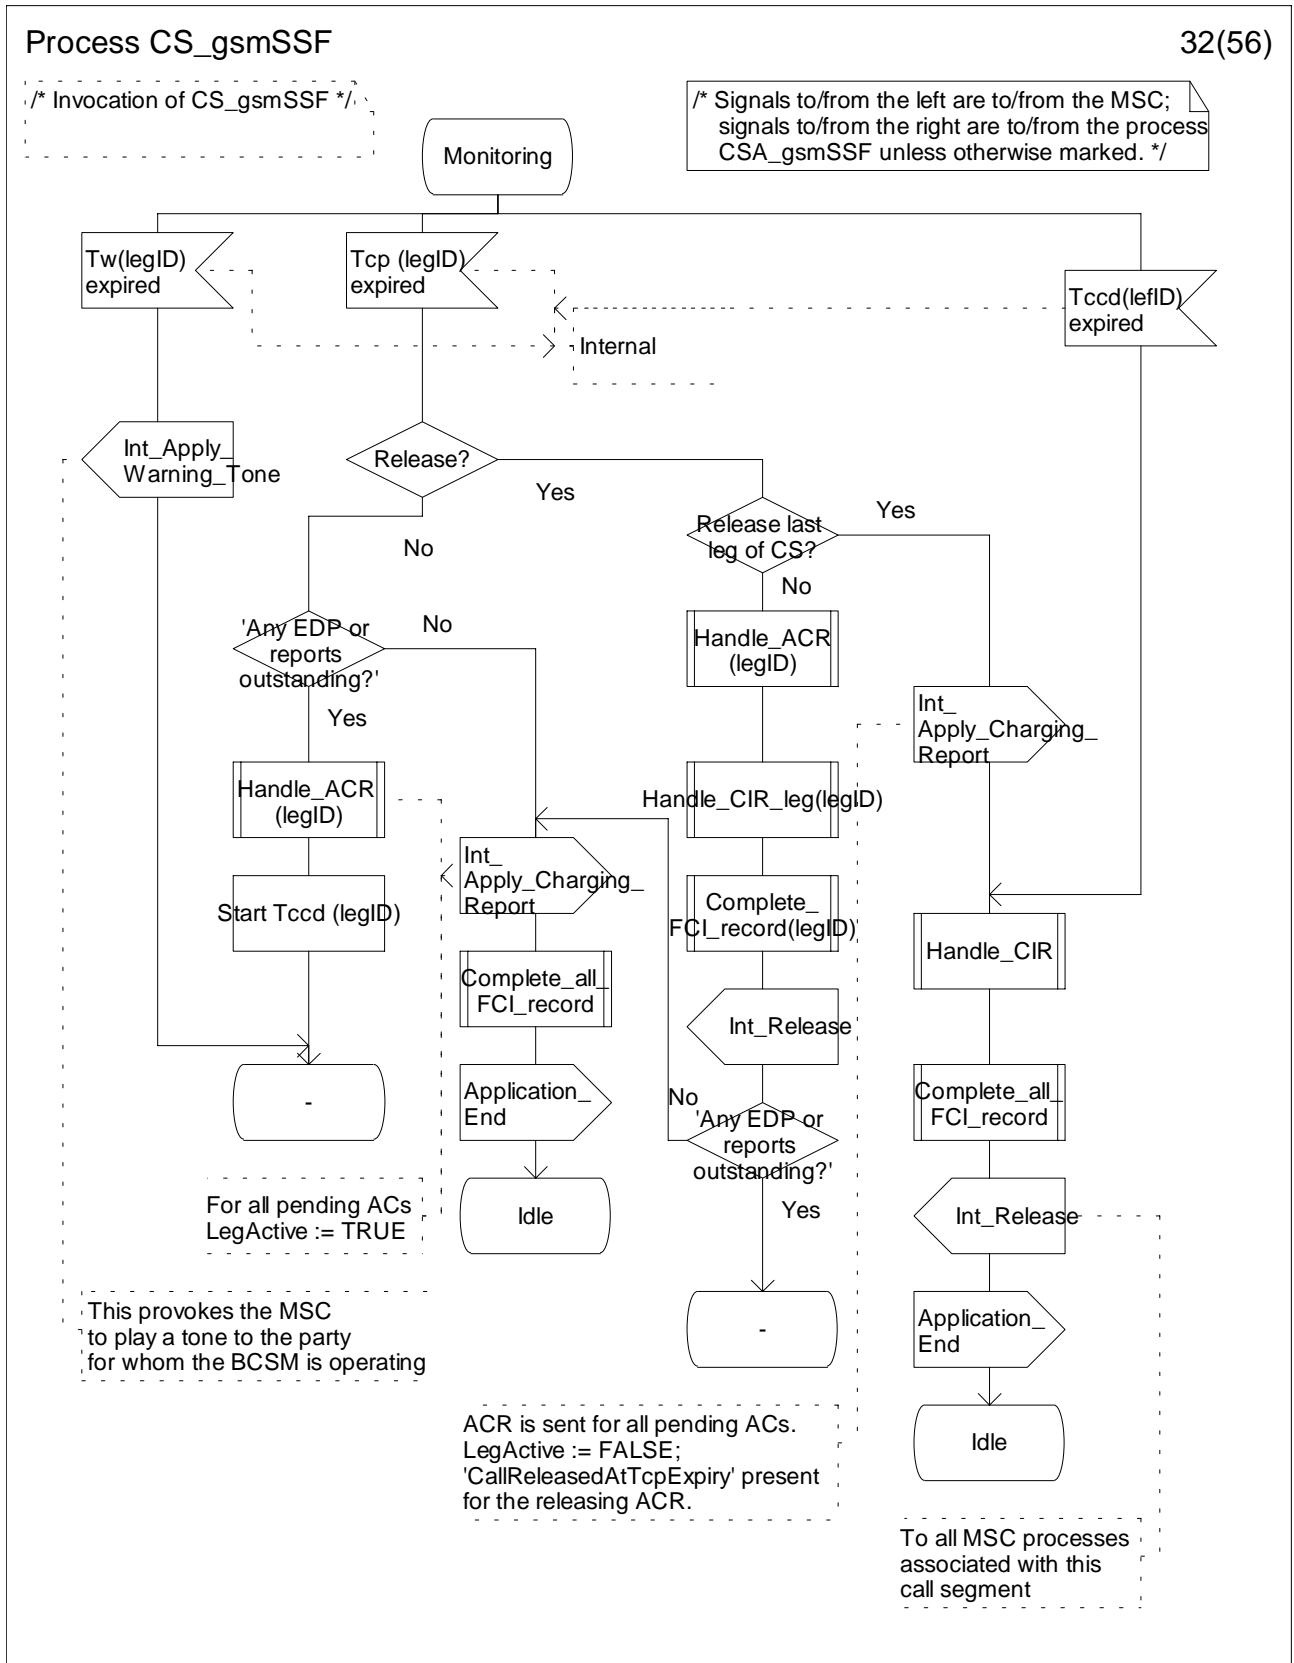 Process CS_gsmSSF
32(56)
/* Invocation of CS_gsmSSF */
/* Signals to/from the left are to/from the MSC;
signals to/from the right are to/from the process
CSA_gsmSSF unless otherwise marked. */
Monitoring
Tw(legID)
expired
Tcp (legID)
expired
Tccd(lefID)
expired
Internal
Int_Apply_
Warning_Tone
Release?
Yes
No
Release last
leg of CS?
Yes
No
'Any EDP or
reports
outstanding?'
No
Yes
Handle_ACR
(legID)
Int_
Apply_Charging_
Report
Handle_ACR
(legID)
Handle_CIR_leg(legID)
Int_
Apply_Charging_
Report
Start Tccd (legID)
Complete_
FCI_record(legID)
Handle_CIR
Complete_all_
FCI_record
Int_Release
Complete_all_
FCI_record
-
Application_
End
No
'Any EDP or
reports
outstanding?'
Yes
For all pending ACs
LegActive := TRUE
Idle
Int_Release
This provokes the MSC
to play a tone to the party
for whom the BCSM is operating
-
Application_
End
ACR is sent for all pending ACs.
LegActive := FALSE;
'CallReleasedAtTcpExpiry' present
for the releasing ACR.
Idle
To all MSC processes
associated with this
call segment